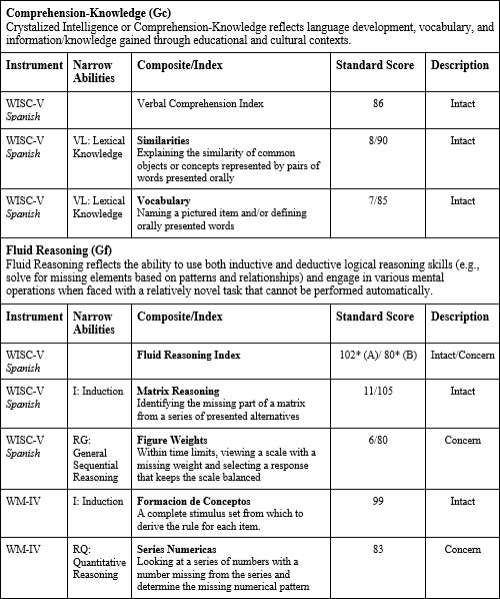 Comprehension-Knowledge (Gc)
Crystalized Intelligence or Comprehension-Knowledge reflects language development, vocabulary, and
information/knowledge gained through educational and cultural contexts.
Instrument Narrow Abilities Composite/Index Standard Score Description
WISC-V Spanish Verbal Comprehension Index 86 Intact
WISC-V Spanish VL: Lexical Knowledge Similarities 8/90 Intact
Explaining the similarity of common
objects or concepts represented by pairs of
words presented orally
WISC-V Spanish VL: Lexical Knowledge Vocabulary 7/85 Intact
Naming a pictured item and/or defining
orally presented words
Fluid Reasoning (Gf)
Fluid Reasoning reflects the ability to use both inductive and deductive logical reasoning skills (e.g.,
solve for missing elements based on patterns and relationships) and engage in various mental
operations when faced with a relatively novel task that cannot be performed automatically.
Instrument Narrow Abilities Composite/Index Standard Score Description
WISC-V Spanish Fluid Reasoning Index 102* (A)/ 80* (B) Intact/Concern
WISC-V Spanish I: Induction Matrix Reasoning 11/105 Intact
Identifying the missing part of a matrix
from a series of presented alternatives
WISC-V Spanish RG: General Sequential Reasoning Figure Weights 6/80 Concern
Within time limits, viewing a scale with a
missing weight and selecting a response
that keeps the scale balanced
WM-IV I: Induction Formacion de Conceptos 99 Intact
A complete stimulus set from which to
derive the rule for each item.
WM-IV RQ: Quantitative Reasoning Series Numericas 83 Concern
Looking at a series of numbers with a
number missing from the series and
determine the missing numerical pattern